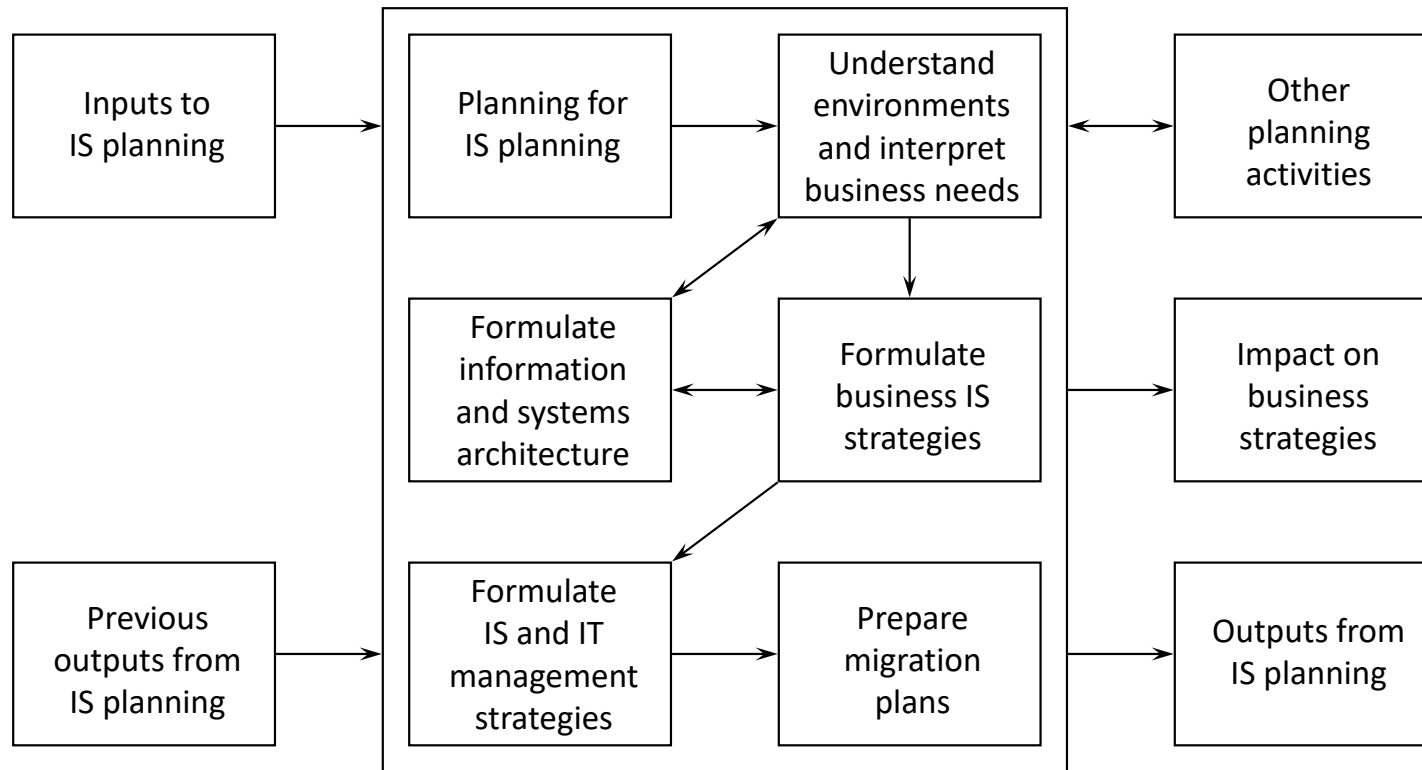 Inputs to
IS planning
Planning for
IS planning
Understand
environments
and interpret
business needs
Other
planning
activities
Formulate
information
and systems
architecture
Formulate
business IS
strategies
Impact on
business
strategies
Previous
outputs from
IS planning
Formulate
IS and IT
management
strategies
Prepare
migration
plans
Outputs from
IS planning